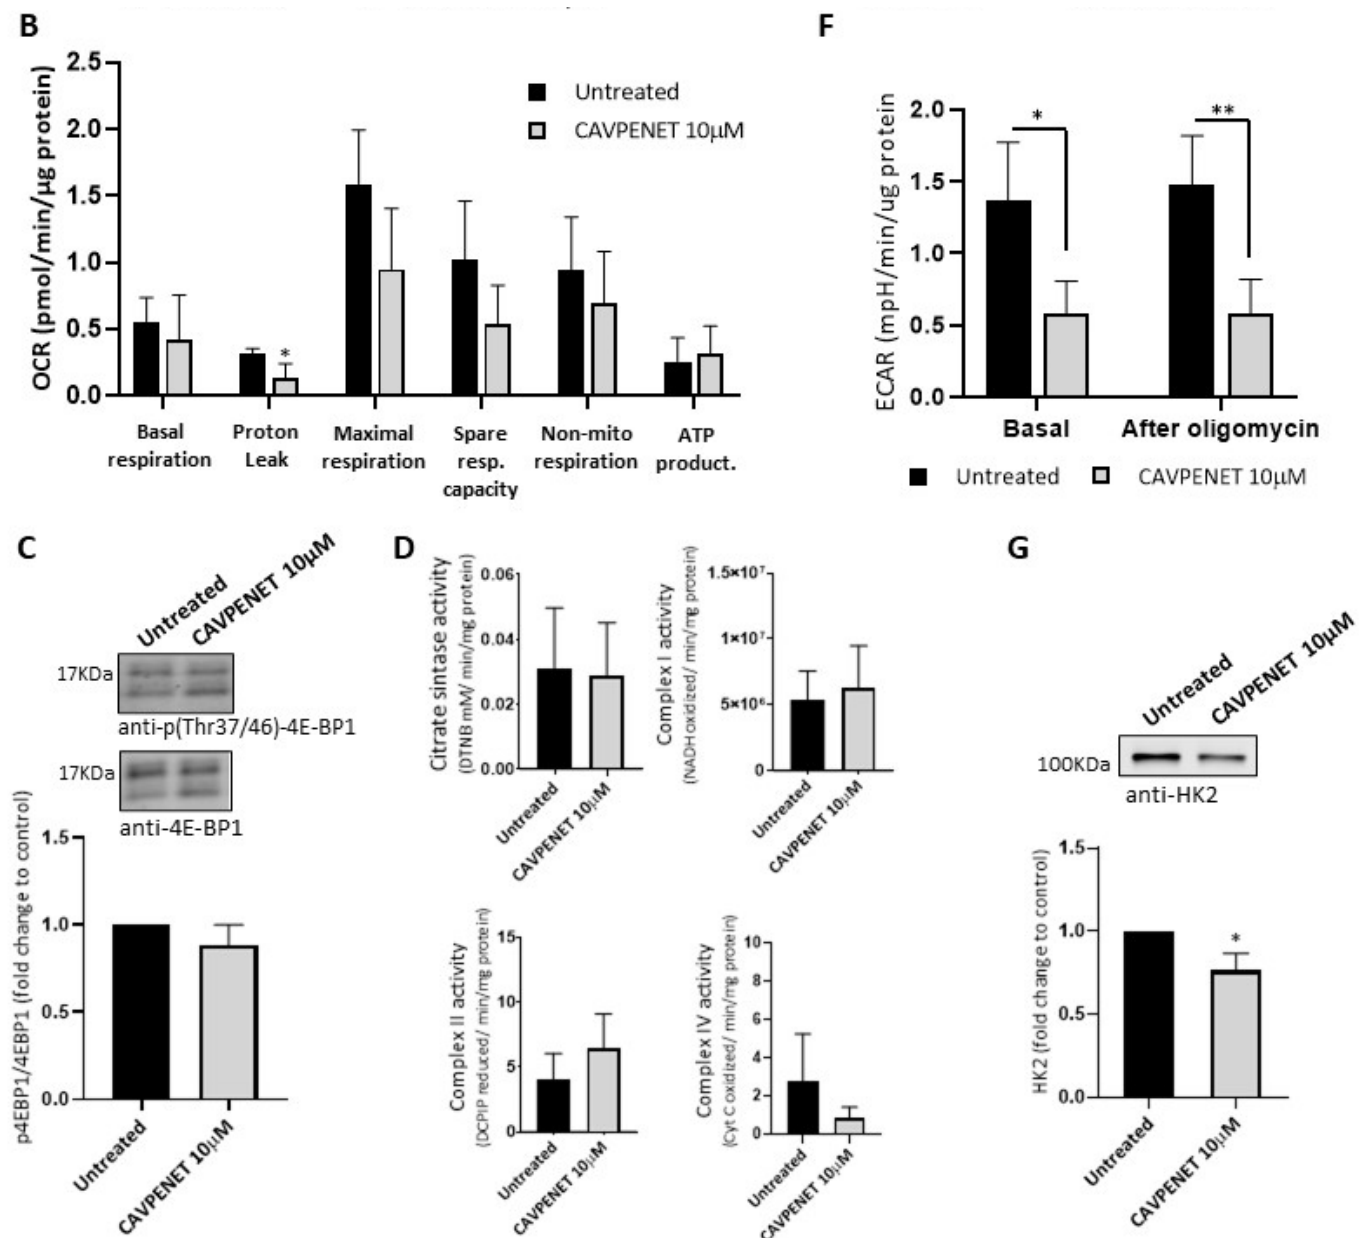 B
2.5
2.0
1.5
1.0
0.5
0.0
OCR (pmol/min/µg protein)
Untreated
CAVPENET 10µM
*
Basal
respiration
Proton
Leak
Maximal
respiration
Spare
resp.
capacity
Non-mito
respiration
ATP
product.
F
2.0
1.5
1.0
0.5
0.0
ECAR (mpH/min/ug protein
*
**
Basal
After oligomycin
Untreated
CAVPENET 10µM
C
Untreated
CAVPENET 10µM
17KDa
anti-p(Thr37/46)-4E-BP1
17KDa
anti-4E-BP1
1.5
1.0
0.5
0.0
p4EBP1/4EBP1 (fold change to control)
Untreated
CAVPENET 10µM
D
Citrate sintase activity
(DTNB mM/ min/mg protein)
0.06
0.04
0.02
0.00
Untreated
CAVPENET 10µM
Complex I activity
(NADH oxidized/ min/mg protein)
1.5×10⁷
1×10⁷
5×10⁶
0
Untreated
CAVPENET 10µM
Complex II activity
(DCPIP reduced/ min/mg protein)
15
10
5
0
Untreated
CAVPENET 10µM
Complex IV activity
(Cyt C oxidized/ min/mg protein)
10
8
6
4
2
0
Untreated
CAVPENET 10µM
G
Untreated
CAVPENET 10µM
100KDa
anti-HK2
1.5
1.0
0.5
0.0
HK2 (fold change to control)
*
Untreated
CAVPENET 10µM